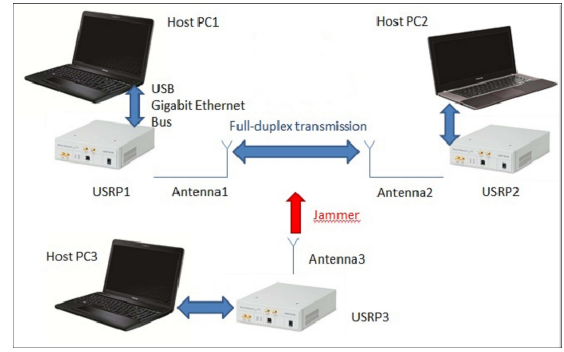 Host PC1
Host PC2
USB
Gigabit Ethernet
Bus
Full-duplex transmission
USRP1
Antenna1
Antenna2
USRP2
Jammer
Host PC3
Antenna3
USRP3